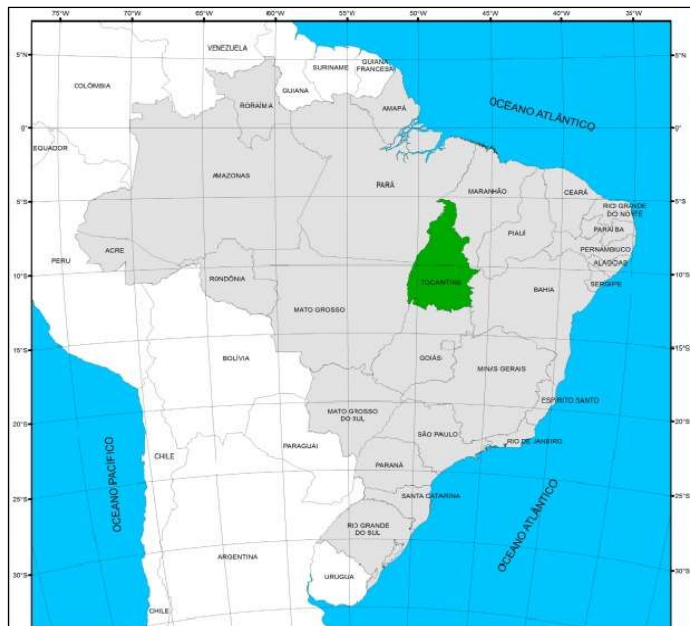 75°W
70°W
65°W
60°W
55°W
50°W
45°W
40°W
35°W
5°N
VENEZUELA
GUIANA
FRANCESA
5°N
SURINAME
COLÔMBIA
RORAIMA
GUIANA
AMAPÁ
OCEANO ATLÂNTICO
0°
0°
EQUADOR
AMAZONAS
PARÁ
MARANHÃO
CEARÁ
5°S
5°S
RIO GRANDE
DO NORTE
PIAUÍ
PARAÍBA
PERNAMBUCO
ACRE
PERU
ALAGOAS
10°S
RONDÔNIA
TOCANTINS
SERGIPE
10°S
BAHIA
MATO GROSSO
15°S
15°S
BOLÍVIA
GOIÁS
MINAS GERAIS
ESPÍRITO SANTO
20°S
MATO GROSSO
DO SUL
20°S
SÃO PAULO
RIO DE JANEIRO
PARAGUAI
CHILE
OCEANO PACÍFICO
PARANÁ
25°S
25°S
SANTA CATARINA
OCEANO ATLÂNTICO
RIO GRANDE
DO SUL
ARGENTINA
30°S
URUGUA
30°S
CHILE